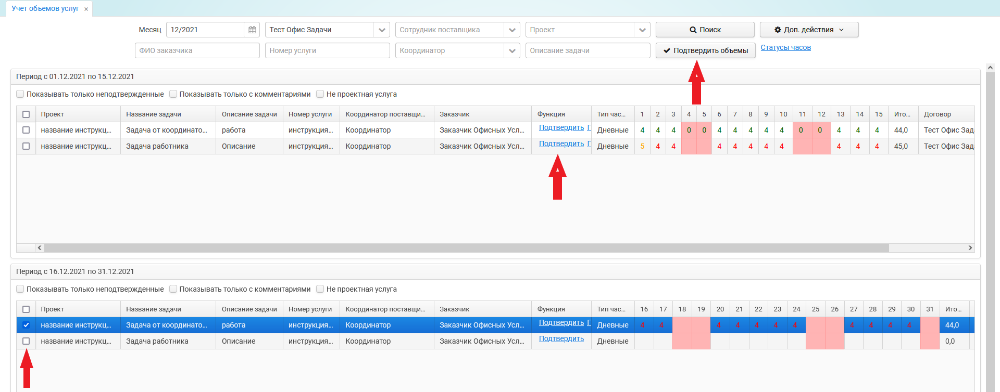 Учет объемов услуг ×
Месяц 12/2021 Тест Офис Задачи Сотрудник поставщика Проект Поиск Доп. действия
ФИО заказчика Номер услуги Координатор Описание задачи Подтвердить объемы Статусы часов
Период с 01.12.2021 по 15.12.2021
Показывать только неподтвержденные Показывать только с комментариями Не проектная услуга
Проект Название задачи Описание задачи Номер услуги Координатор поставщи... Заказчик Функция Тип час... 1 2 3 4 5 6 7 8 9 10 11 12 13 14 15 Ито... Договор
название инструкц... Задача от координато... работа инструкция... Координатор Заказчик Офисных Усл... Подтвердить Дневные 4 4 4 0 0 4 4 4 4 4 0 0 4 4 4 44,0 Тест Офис Зад
название инструкц... Задача работника Описание инструкция... Координатор Заказчик Офисных Усл... Подтвердить Дневные 5 4 4 4 4 4 4 4 4 4 4 45,0 Тест Офис Зад
Период с 16.12.2021 по 31.12.2021
Показывать только неподтвержденные Показывать только с комментариями Не проектная услуга
Проект Название задачи Описание задачи Номер услуги Координатор поставщи... Заказчик Функция Тип час... 16 17 18 19 20 21 22 23 24 25 26 27 28 29 30 31 Ито...
название инструкц... Задача от координато... работа инструкция... Координатор Заказчик Офисных Усл... Подтвердить Дневные 4 4 4 4 4 4 4 4 4 4 4 44,0
название инструкц... Задача работника Описание инструкция... Координатор Заказчик Офисных Усл... Подтвердить Дневные 0,0